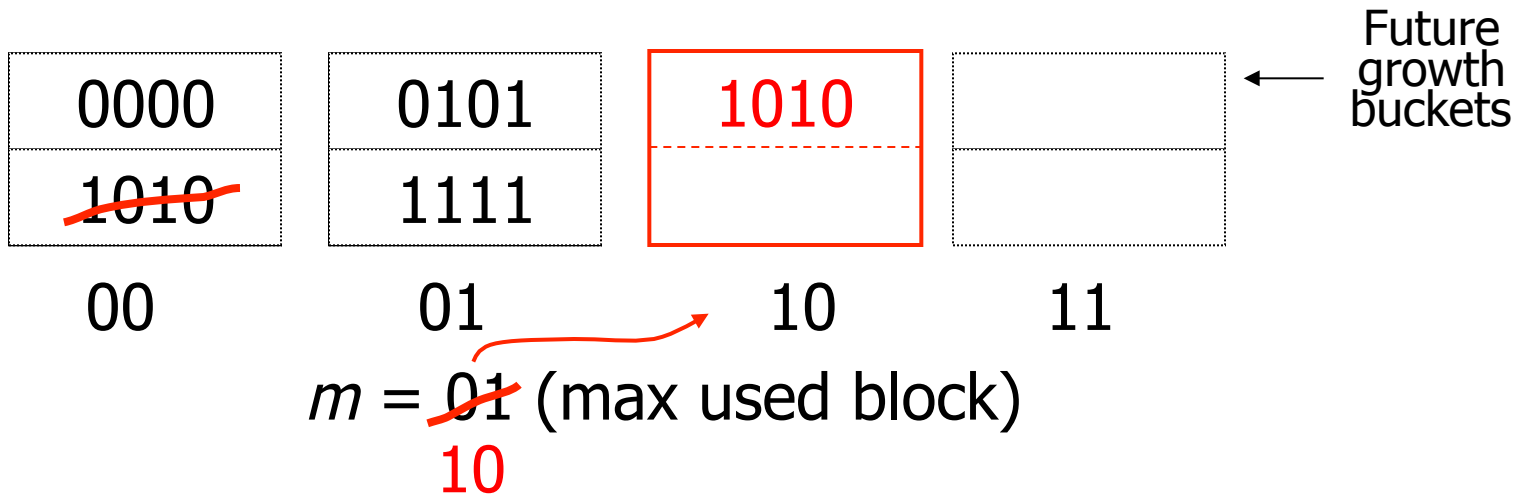 Future
growth
buckets
0000 0101 1010
1010 1111
00 01 10 11
m = 01 (max used block)
10